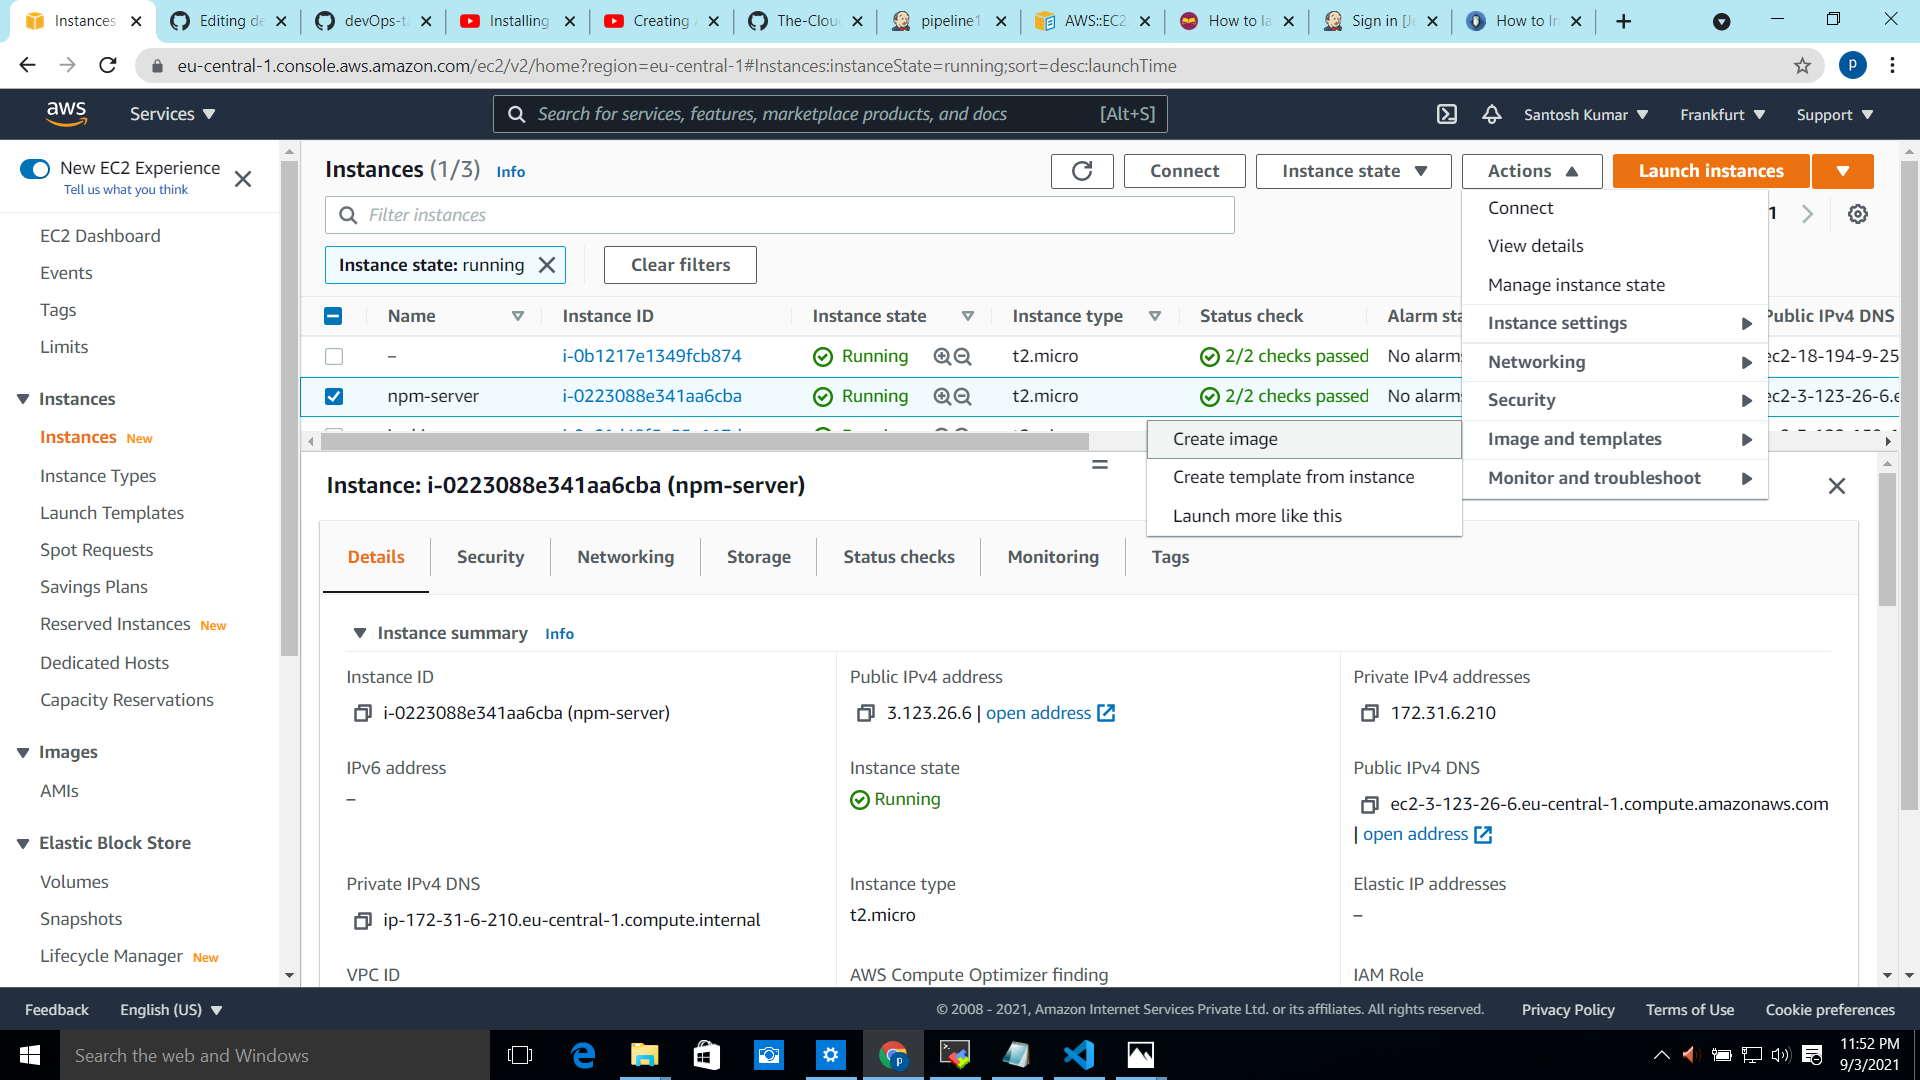 Instances
Editing de
devOps-ta
Installing
Creating A
The-Clou
pipeline1
AWS::EC2
How to la
Sign in [Je
How to In
eu-central-1.console.aws.amazon.com/ec2/v2/home?region=eu-central-1#Instances:instanceState=running;sort=desc:launchTime
P
aws
Services
Search for services, features, marketplace products, and docs
[Alt+S]
Santosh Kumar
Frankfurt
Support
New EC2 Experience
Tell us what you think
EC2 Dashboard
Events
Tags
Limits
Instances
Instances New
Instance Types
Launch Templates
Spot Requests
Savings Plans
Reserved Instances New
Dedicated Hosts
Capacity Reservations
Images
AMIs
Elastic Block Store
Volumes
Snapshots
Lifecycle Manager New
Instances (1/3) Info
Connect
Instance state
Actions
Launch instances
Filter instances
1
Instance state: running
Clear filters
Name
Instance ID
Instance state
Instance type
Status check
Alarm sta
Public IPv4 DNS
– i-0b1217e1349fcb874 Running t2.micro 2/2 checks passed No alarms ec2-18-194-9-25
npm-server i-0223088e341aa6cba Running t2.micro 2/2 checks passed No alarms ec2-3-123-26-6.e
Connect
View details
Manage instance state
Instance settings
Networking
Security
Image and templates
Monitor and troubleshoot
Create image
Create template from instance
Launch more like this
Instance: i-0223088e341aa6cba (npm-server)
Details
Security
Networking
Storage
Status checks
Monitoring
Tags
Instance summary Info
Instance ID
i-0223088e341aa6cba (npm-server)
Public IPv4 address
3.123.26.6 | open address
Private IPv4 addresses
172.31.6.210
IPv6 address
–
Instance state
Running
Public IPv4 DNS
ec2-3-123-26-6.eu-central-1.compute.amazonaws.com
| open address
Private IPv4 DNS
ip-172-31-6-210.eu-central-1.compute.internal
Instance type
t2.micro
Elastic IP addresses
–
VPC ID
AWS Compute Optimizer finding
IAM Role
Feedback
English (US)
© 2008 - 2021, Amazon Internet Services Private Ltd. or its affiliates. All rights reserved.
Privacy Policy
Terms of Use
Cookie preferences
Search the web and Windows
11:52 PM
9/3/2021